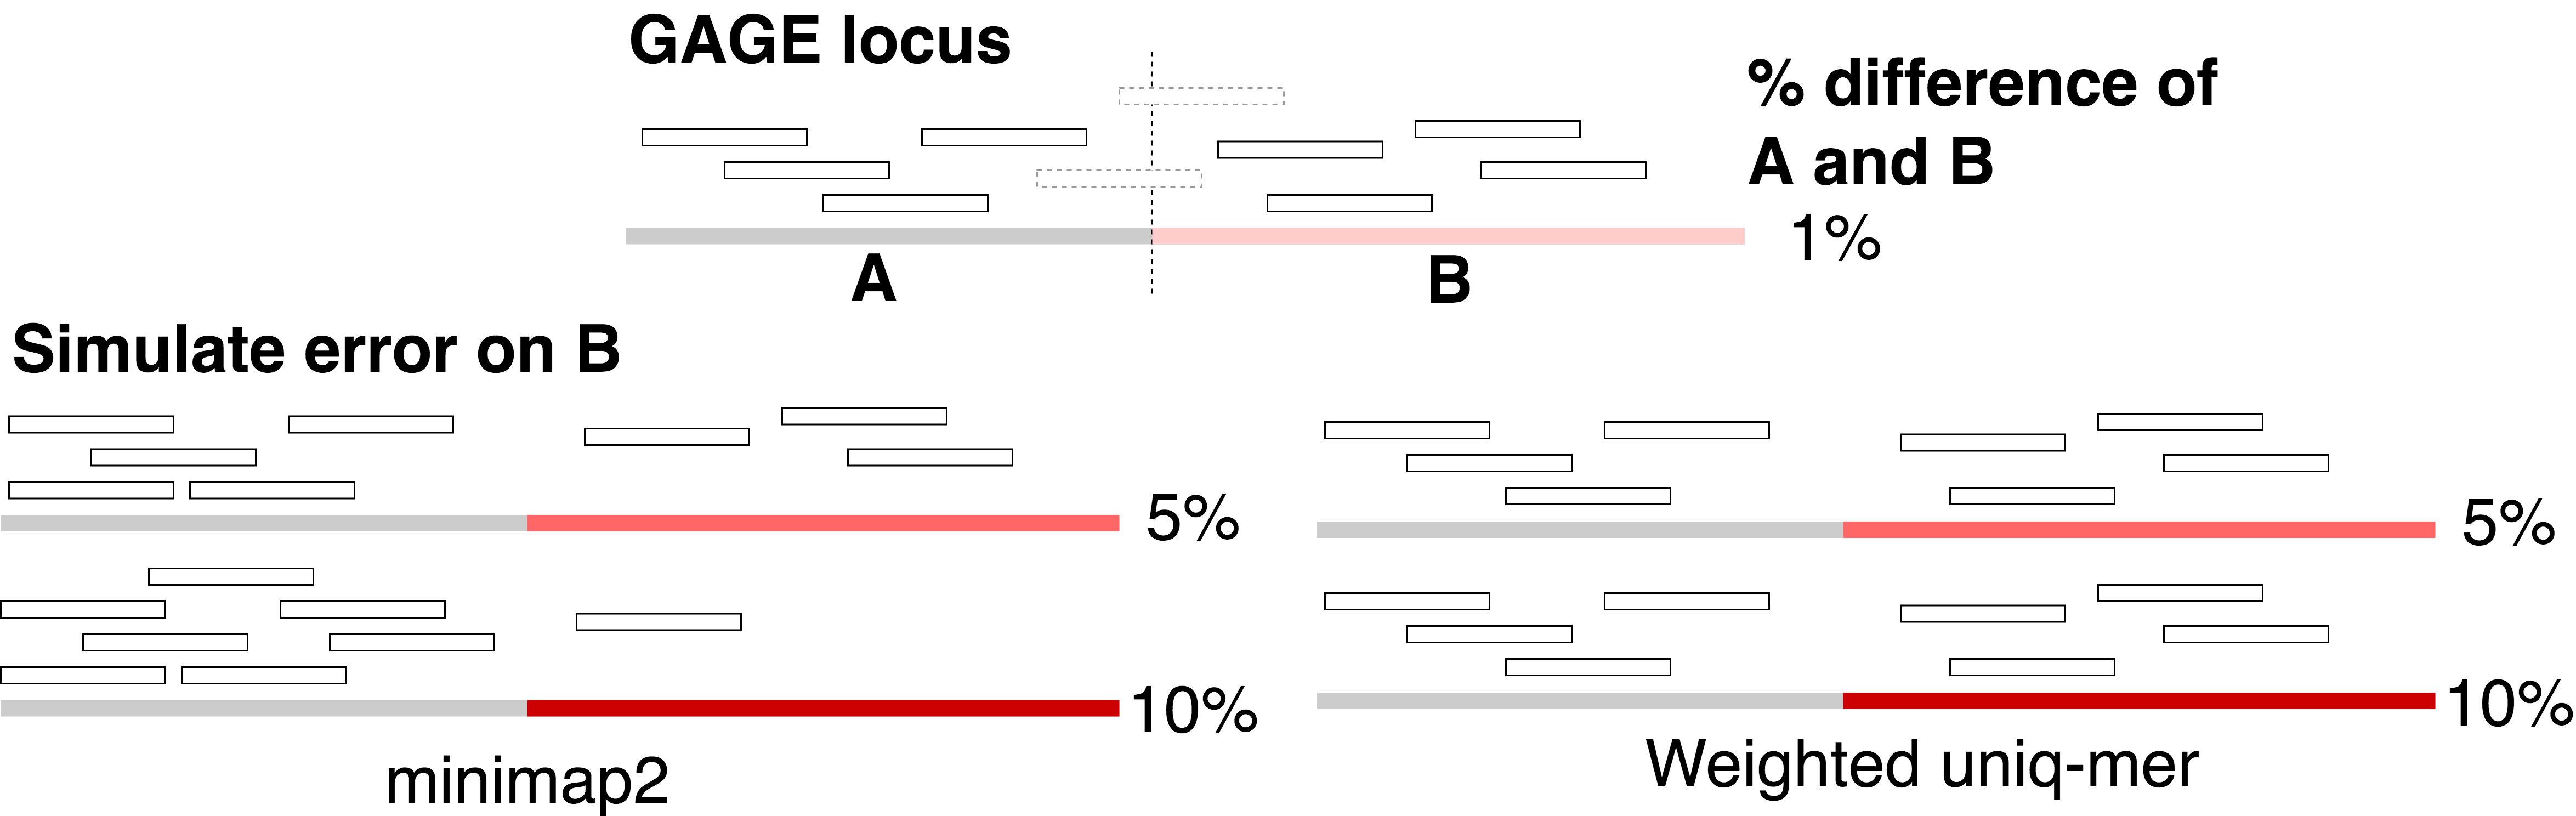 GAGE locus
% difference of
A and B
1%
A
B
Simulate error on B
5%
5%
10%
10%
minimap2
Weighted uniq-mer